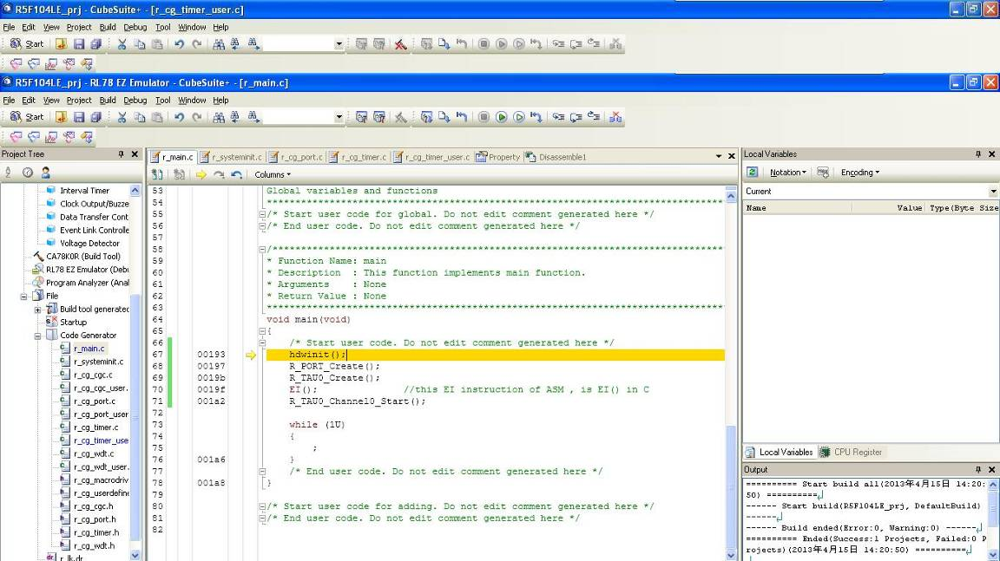 R5F104LE_prj - CubeSuite+ - [r_cg_timer_user.c]
File Edit View Project Build Debug Tool Window Help
Start
R5F104LE_prj - RL78 EZ Emulator - CubeSuite+ - [r_main.c]
File Edit View Project Build Debug Tool Window Help
Start
Project Tree
Interval Timer
Clock Output/Buzze
Data Transfer Cont
Event Link Controlle
Voltage Detector
CA78K0R (Build Tool)
RL78 EZ Emulator (Debu
Program Analyzer (Anal
File
Build tool generated
Startup
Code Generator
r_main.c
r_systeminit.c
r_cg_cgc.c
r_cg_cgc_user.
r_cg_port.c
r_cg_port_user
r_cg_timer.c
r_cg_timer_use
r_cg_wdt.c
r_cg_wdt_user.
r_cg_macrodriv
r_cg_userdefine
r_cg_cgc.h
r_cg_port.h
r_cg_timer.h
r_cg_wdt.h
r_lk.dr
r_main.c r_systeminit.c r_cg_port.c r_cg_timer.c r_cg_timer_user.c Property Disassemble1
Columns
53 Global variables and functions
54 ********************************************************************************
55 /* Start user code for global. Do not edit comment generated here */
56 /* End user code. Do not edit comment generated here */
57
58 /*******************************************************************************
59 * Function Name: main
60 * Description  : This function implements main function.
61 * Arguments    : None
62 * Return Value : None
63 ********************************************************************************
64 void main(void)
65 {
66 /* Start user code. Do not edit comment generated here */
67 00193 hdwinit();
68 00197 R_PORT_Create();
69 0019b R_TAU0_Create();
70 0019f EI(); //this EI instruction of ASM , is EI() in C
71 001a2 R_TAU0_Channel0_Start();
72
73 while (1U)
74 {
75 ;
76 001a6 }
77 /* End user code. Do not edit comment generated here */
78 001a8 }
79
80 /* Start user code for adding. Do not edit comment generated here */
81 /* End user code. Do not edit comment generated here */
82
Local Variables
Notation Encoding
Current
Name Value Type(Byte Size
Local Variables CPU Register
Output
========== Start build all(2013年4月15日 14:20:
50) ==========
------ Start build(R5F104LE_prj, DefaultBuild)
------
------ Build ended(Error:0, Warning:0) ------
========== Ended(Success:1 Projects, Failed:0 P
rojects)(2013年4月15日 14:20:50) ==========